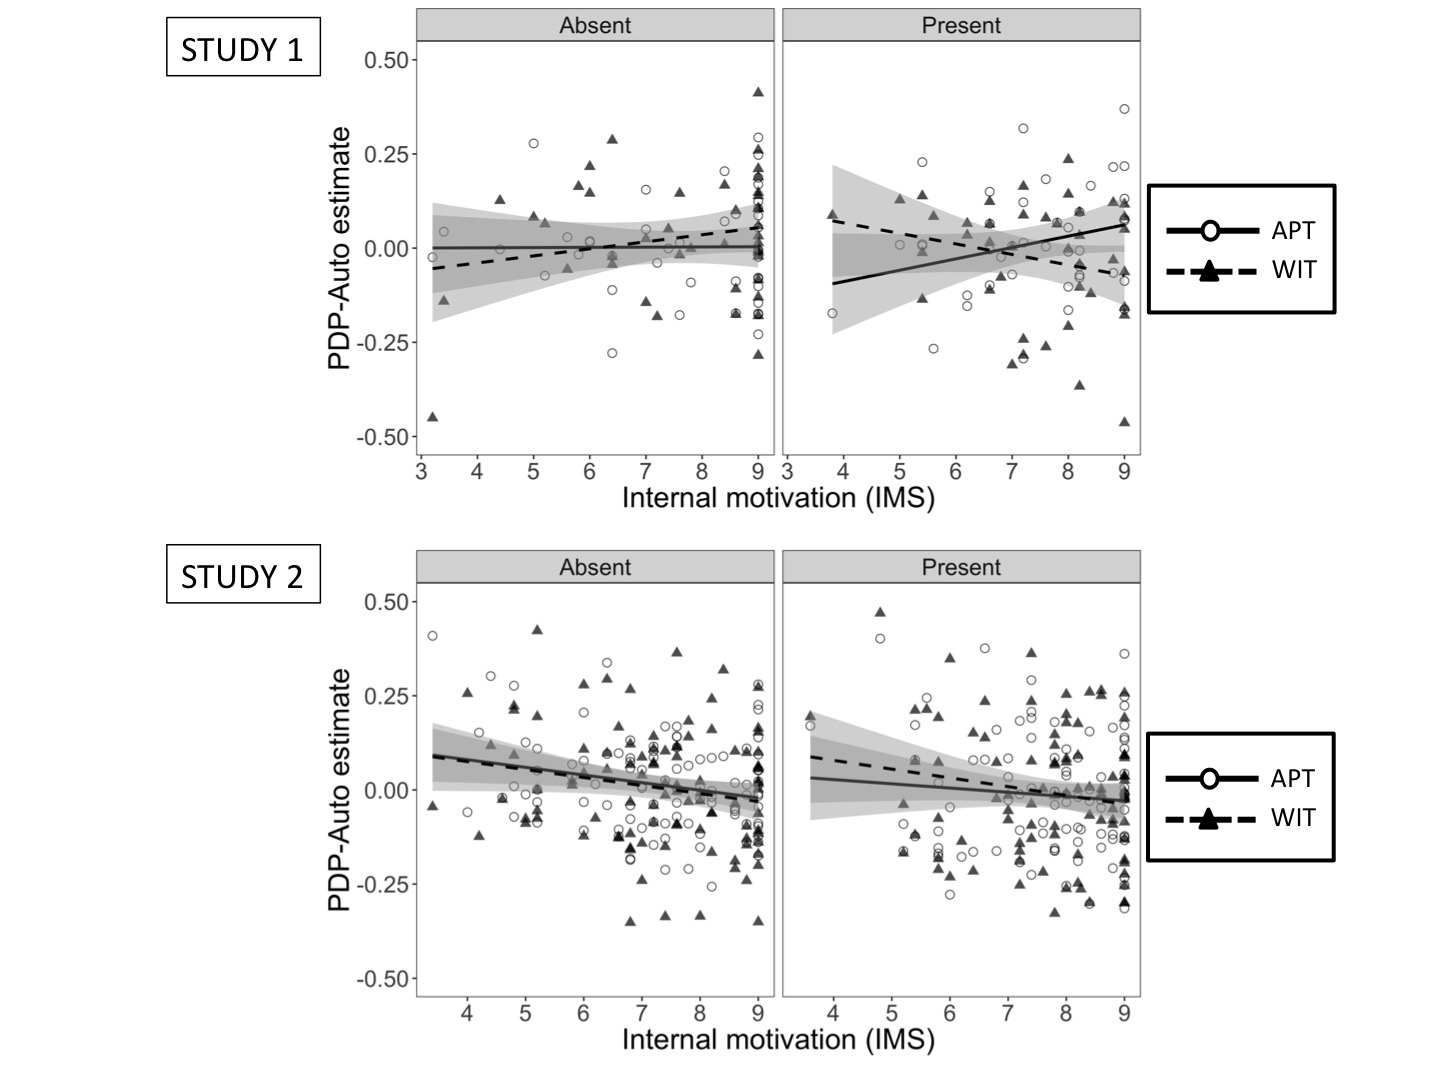 STUDY 1
Absent
Present
PDP-Auto estimate
0.50
0.25
0.00
-0.25
-0.50
3 4 5 6 7 8 9
3 4 5 6 7 8 9
Internal motivation (IMS)
APT
WIT
STUDY 2
Absent
Present
PDP-Auto estimate
0.50
0.25
0.00
-0.25
-0.50
4 5 6 7 8 9
4 5 6 7 8 9
Internal motivation (IMS)
APT
WIT